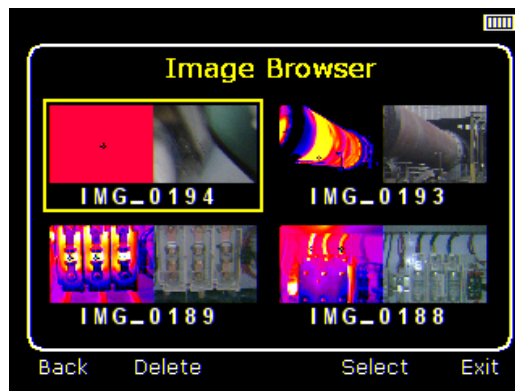 Image Browser
IMG_0194 IMG_0193
IMG_0189 IMG_0188
Back Delete Select Exit